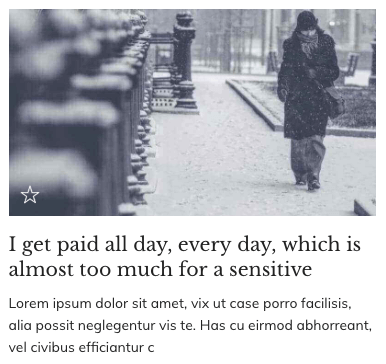 I get paid all day, every day, which is
almost too much for a sensitive
Lorem ipsum dolor sit amet, vix ut case porro facilisis,
alia possit neglegentur vis te. Has cu eirmod abhorreant,
vel civibus efficiantur c